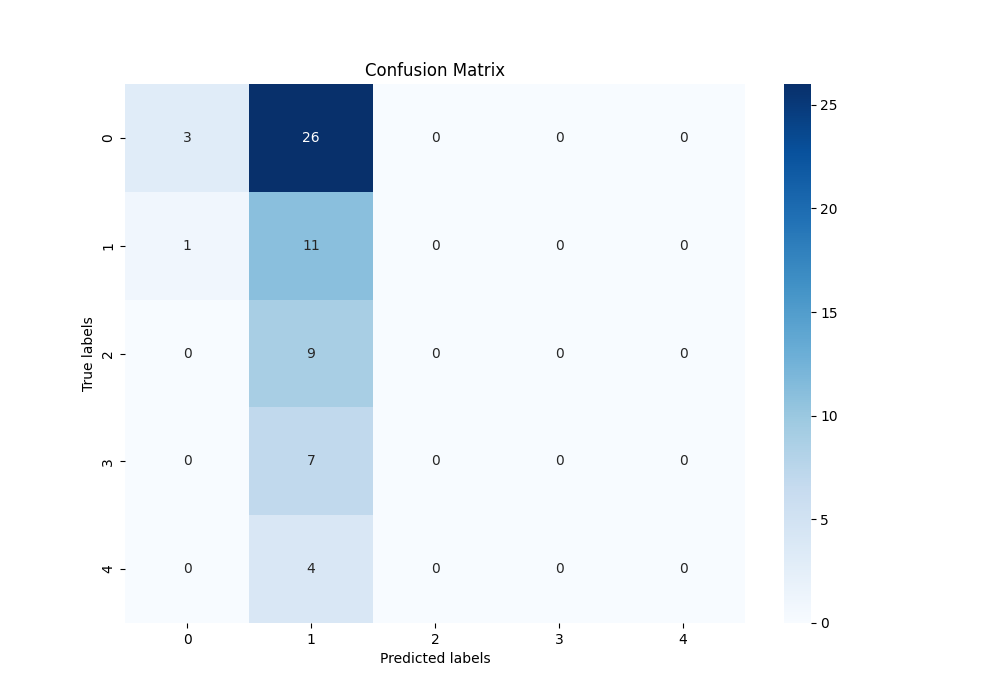 Confusion Matrix
True labels
0 3 26 0 0 0
1 1 11 0 0 0
2 0 9 0 0 0
3 0 7 0 0 0
4 0 4 0 0 0
0 1 2 3 4
Predicted labels
25
20
15
10
5
0